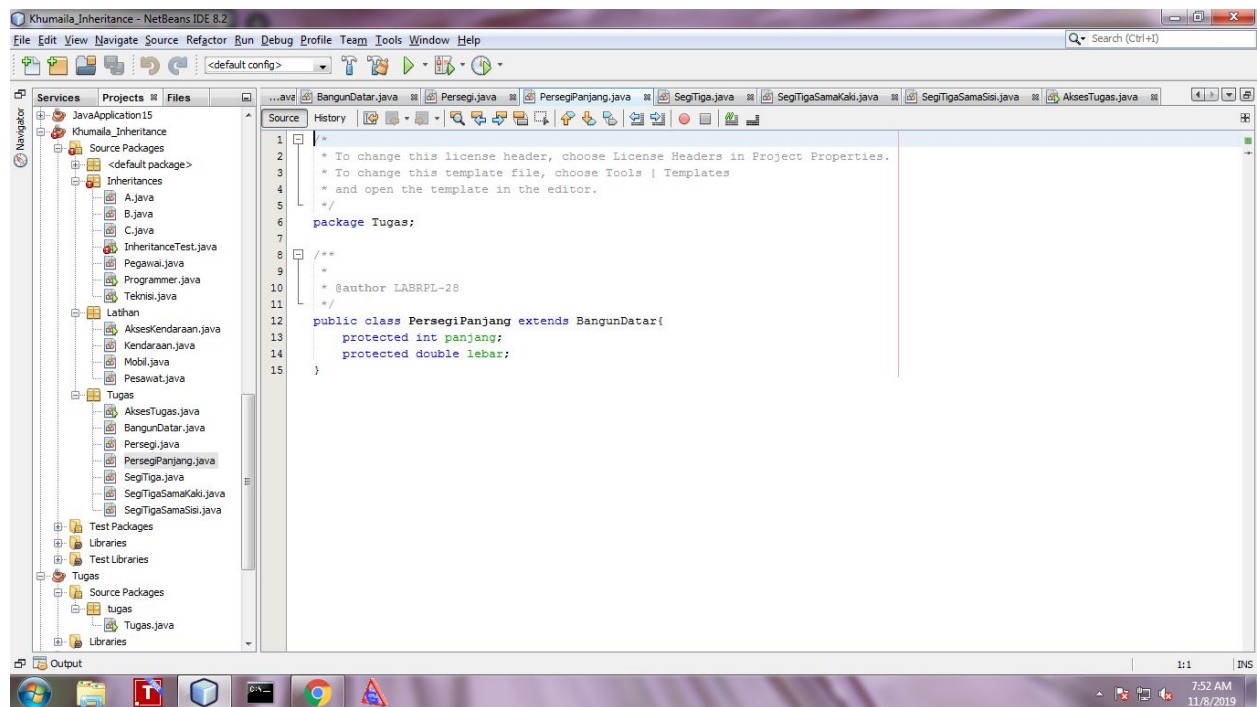 Khumaila_Inheritance - NetBeans IDE 8.2
File Edit View Navigate Source Refactor Run Debug Profile Team Tools Window Help
Search (Ctrl+I)
<default config>
Services Projects Files
...ava BangunDatar.java Persegi.java PersegiPanjang.java SegiTiga.java SegiTigaSamaKaki.java SegiTigaSamaSisi.java AksesTugas.java
Navigator
JavaApplication15
Khumaila_Inheritance
Source Packages
<default package>
Inheritances
A.java
B.java
C.java
InheritanceTest.java
Pegawai.java
Programmer.java
Teknisi.java
Latihan
AksesKendaraan.java
Kendaraan.java
Mobil.java
Pesawat.java
Tugas
AksesTugas.java
BangunDatar.java
Persegi.java
PersegiPanjang.java
SegiTiga.java
SegiTigaSamaKaki.java
SegiTigaSamaSisi.java
Test Packages
Libraries
Test Libraries
Tugas
Source Packages
tugas
Tugas.java
Libraries
Source History
1 /*
2 * To change this license header, choose License Headers in Project Properties.
3 * To change this template file, choose Tools | Templates
4 * and open the template in the editor.
5 */
6 package Tugas;
7
8 /**
9 *
10 * @author LABRPL-28
11 */
12 public class PersegiPanjang extends BangunDatar{
13 protected int panjang;
14 protected double lebar;
15 }
Output
1:1 INS
7:52 AM
11/8/2019